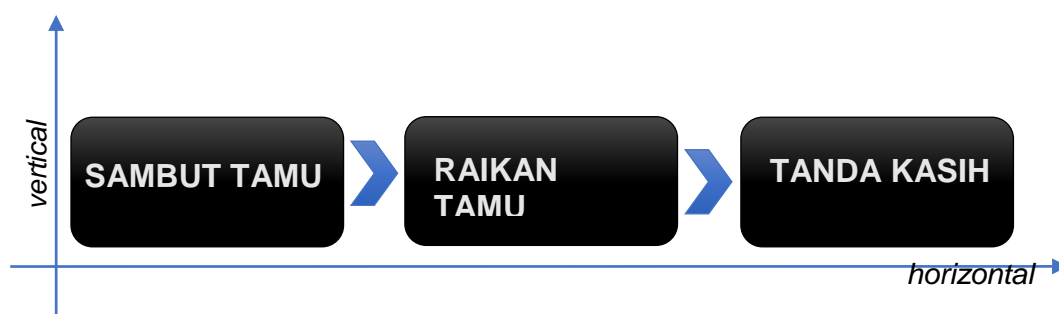 vertical
SAMBUT TAMU
RAIKAN
TAMU
TANDA KASIH
horizontal